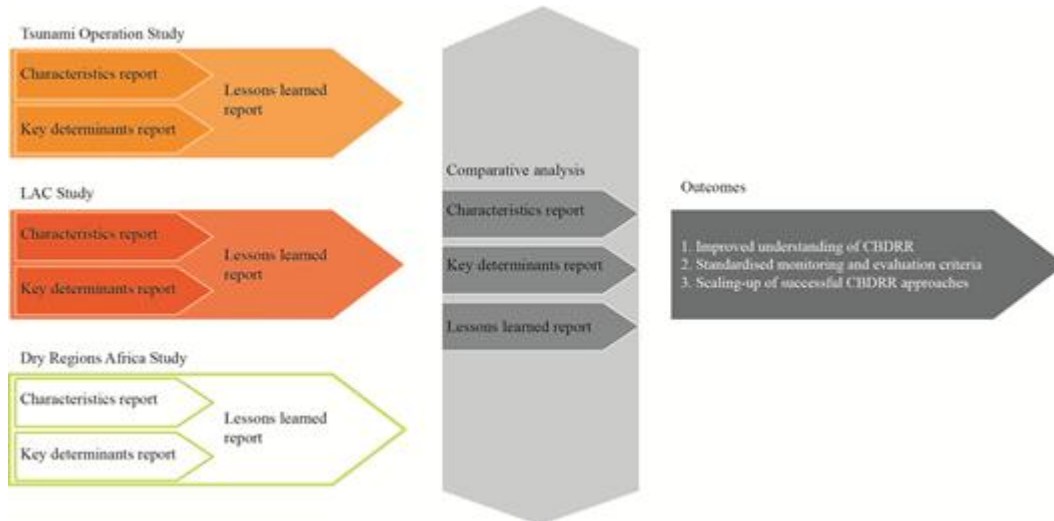 Tsunami Operation Study
Characteristics report
Key determinants report
Lessons learned
report
LAC Study
Characteristics report
Key determinants report
Lessons learned
report
Dry Regions Africa Study
Characteristics report
Key determinants report
Lessons learned
report
Comparative analysis
Characteristics report
Key determinants report
Lessons learned report
Outcomes
1. Improved understanding of CBDRR
2. Standardised monitoring and evaluation criteria
3. Scaling-up of successful CBDRR approaches